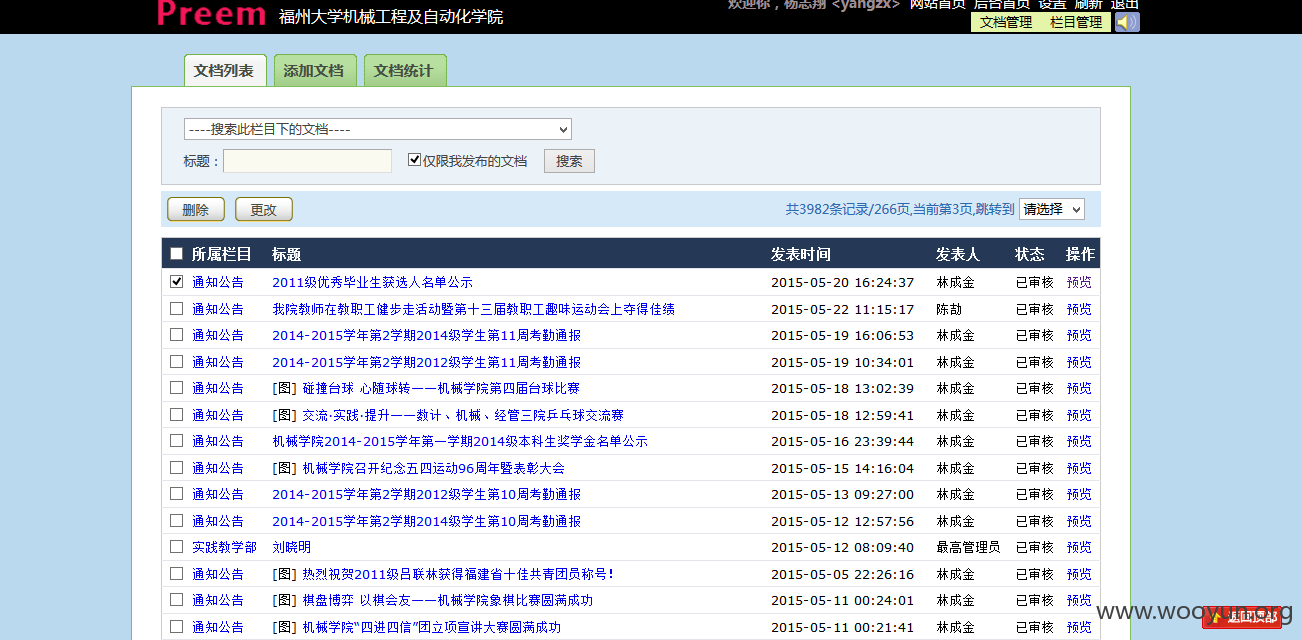 Preem 福州大学机械工程及自动化学院
欢迎你，杨志翔 <yangzx> 网站首页 后台首页 设置 刷新 退出
文档管理 栏目管理
文档列表 添加文档 文档统计
----搜索此栏目下的文档----
标题： 仅限我发布的文档 搜索
删除 更改 共3982条记录/266页,当前第3页,跳转到 请选择
所属栏目 标题 发表时间 发表人 状态 操作
通知公告 2011级优秀毕业生获选人名单公示 2015-05-20 16:24:37 林成金 已审核 预览
通知公告 我院教师在教职工健步走活动暨第十三届教职工趣味运动会上夺得佳绩 2015-05-22 11:15:17 陈劼 已审核 预览
通知公告 2014-2015学年第2学期2014级学生第11周考勤通报 2015-05-19 16:06:53 林成金 已审核 预览
通知公告 2014-2015学年第2学期2012级学生第11周考勤通报 2015-05-19 10:34:01 林成金 已审核 预览
通知公告 [图] 碰撞台球 心随球转——机械学院第四届台球比赛 2015-05-18 13:02:39 林成金 已审核 预览
通知公告 [图] 交流·实践·提升——数计、机械、经管三院乒乓球交流赛 2015-05-18 12:59:41 林成金 已审核 预览
通知公告 机械学院2014-2015学年第一学期2014级本科生奖学金名单公示 2015-05-16 23:39:44 林成金 已审核 预览
通知公告 [图] 机械学院召开纪念五四运动96周年暨表彰大会 2015-05-15 14:16:04 林成金 已审核 预览
通知公告 2014-2015学年第2学期2012级学生第10周考勤通报 2015-05-13 09:27:00 林成金 已审核 预览
通知公告 2014-2015学年第2学期2014级学生第10周考勤通报 2015-05-12 12:57:56 林成金 已审核 预览
实践教学部 刘晓明 2015-05-12 08:09:40 最高管理员 已审核 预览
通知公告 [图] 热烈祝贺2011级吕联林获得福建省十佳共青团员称号！ 2015-05-05 22:26:16 林成金 已审核 预览
通知公告 [图] 棋盘博弈 以棋会友——机械学院象棋比赛圆满成功 2015-05-11 00:24:01 林成金 已审核 预览
通知公告 [图] 机械学院“四进四信”团立项宣讲大赛圆满成功 2015-05-11 00:21:41 林成金 已审核 预览
www.wooyun.org
返回顶部